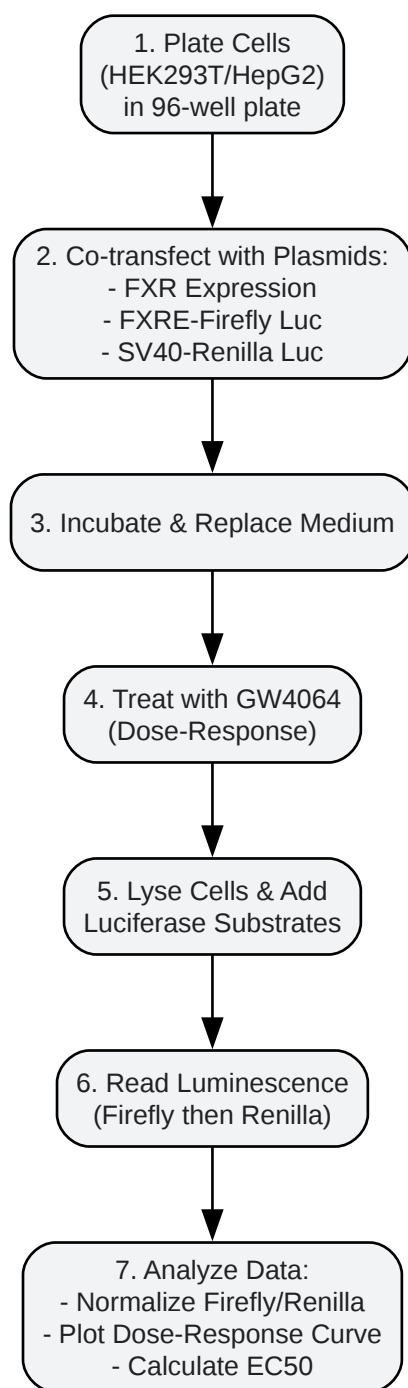 1. Plate Cells
(HEK293T/HepG2)
in 96-well plate
2. Co-transfect with Plasmids:
- FXR Expression
- FXRE-Firefly Luc
- SV40-Renilla Luc
3. Incubate & Replace Medium
4. Treat with GW4064
(Dose-Response)
5. Lyse Cells & Add
Luciferase Substrates
6. Read Luminescence
(Firefly then Renilla)
7. Analyze Data:
- Normalize Firefly/Renilla
- Plot Dose-Response Curve
- Calculate EC50